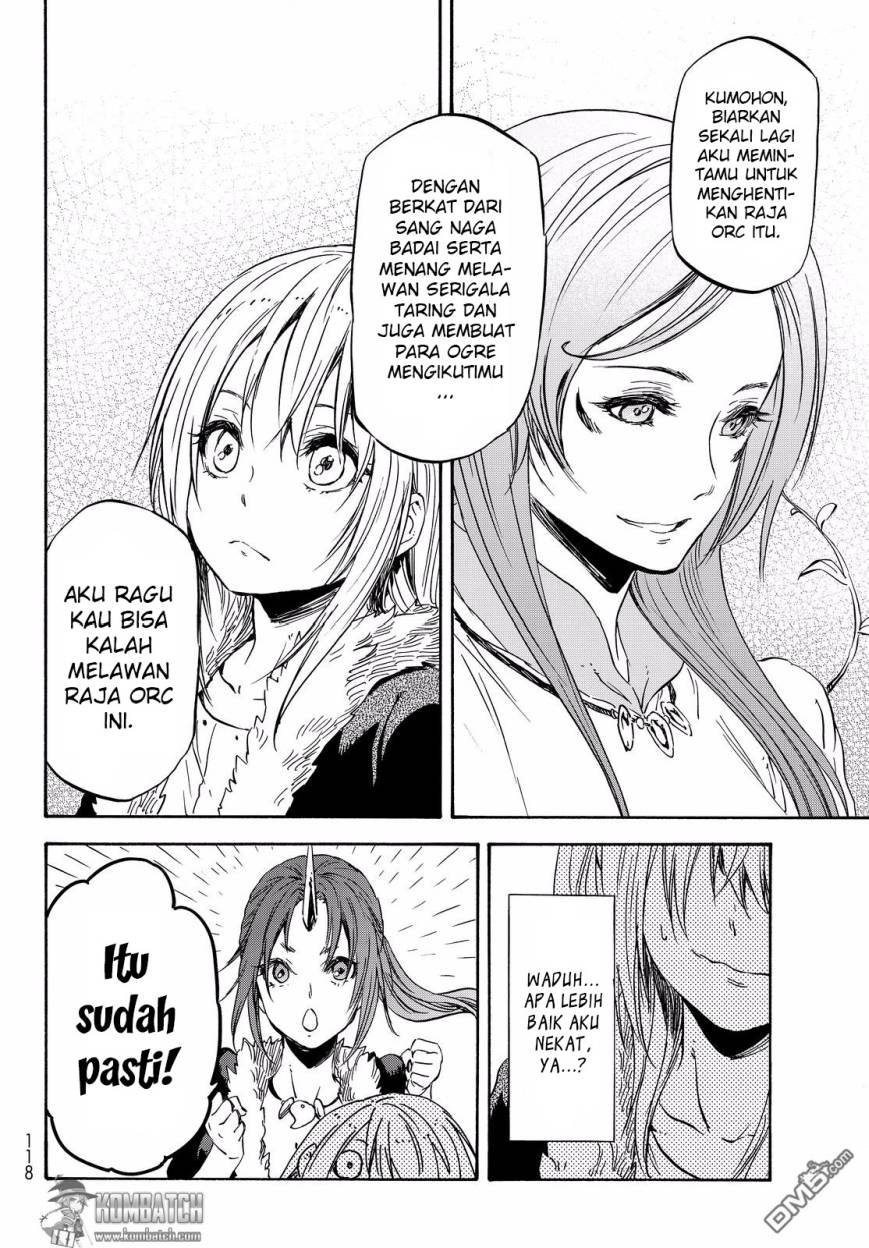 KUMOHON,
BIARKAN
SEKALI LAGI
AKU MEMIN-
TAMU UNTUK
MENGHENTI-
KAN RAJA
ORC ITU.
DENGAN
BERKAT DARI
SANG NAGA
BADAI SERTA
MENANG MELA-
WAN SERIGALA
TARING DAN
JUGA MEMBUAT
PARA OGRE
MENGIKUTIMU
...
AKU RAGU
KAU BISA
KALAH
MELAWAN
RAJA ORC
INI.
WADUH...
APA LEBIH
BAIK AKU
NEKAT,
YA...?
Itu
sudah
pasti!
118
KOMBATCH
www.kombatch.com
DM5.com